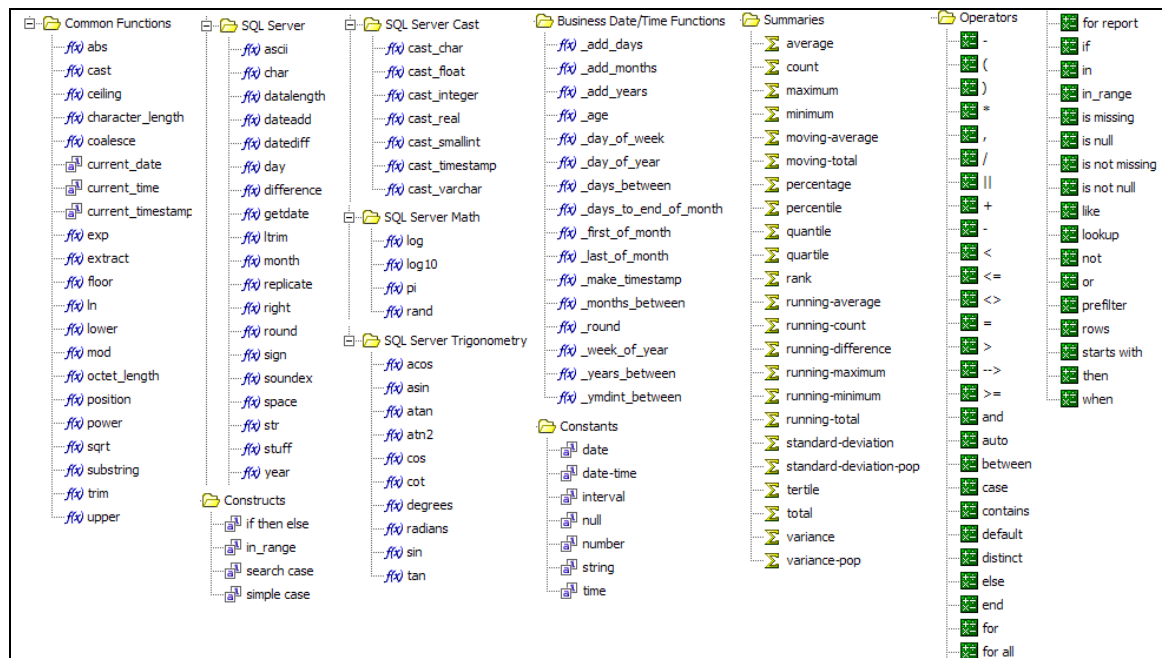 Common Functions
abs
cast
ceiling
character_length
coalesce
current_date
current_time
current_timestamp
exp
extract
floor
ln
lower
mod
octet_length
position
power
sqrt
substring
trim
upper
SQL Server
ascii
char
datalength
dateadd
datediff
day
difference
getdate
ltrim
month
replicate
right
round
sign
soundex
space
str
stuff
year
Constructs
if then else
in_range
search case
simple case
SQL Server Cast
cast_char
cast_float
cast_integer
cast_real
cast_smallint
cast_timestamp
cast_varchar
SQL Server Math
log
log10
pi
rand
SQL Server Trigonometry
acos
asin
atan
atn2
cos
cot
degrees
radians
sin
tan
Business Date/Time Functions
_add_days
_add_months
_add_years
_age
_day_of_week
_day_of_year
_days_between
_days_to_end_of_month
_first_of_month
_last_of_month
_make_timestamp
_months_between
_round
_week_of_year
_years_between
_ymdint_between
Constants
date
date-time
interval
null
number
string
time
Summaries
average
count
maximum
minimum
moving-average
moving-total
percentage
percentile
quantile
quartile
rank
running-average
running-count
running-difference
running-maximum
running-minimum
running-total
standard-deviation
standard-deviation-pop
tertile
total
variance
variance-pop
Operators
-
(
)
*
,
/
||
+
-
<
<=
<>
=
>
-->
>=
and
auto
between
case
contains
default
distinct
else
end
for
for all
for report
if
in
in_range
is missing
is null
is not missing
is not null
like
lookup
not
or
prefilter
rows
starts with
then
when